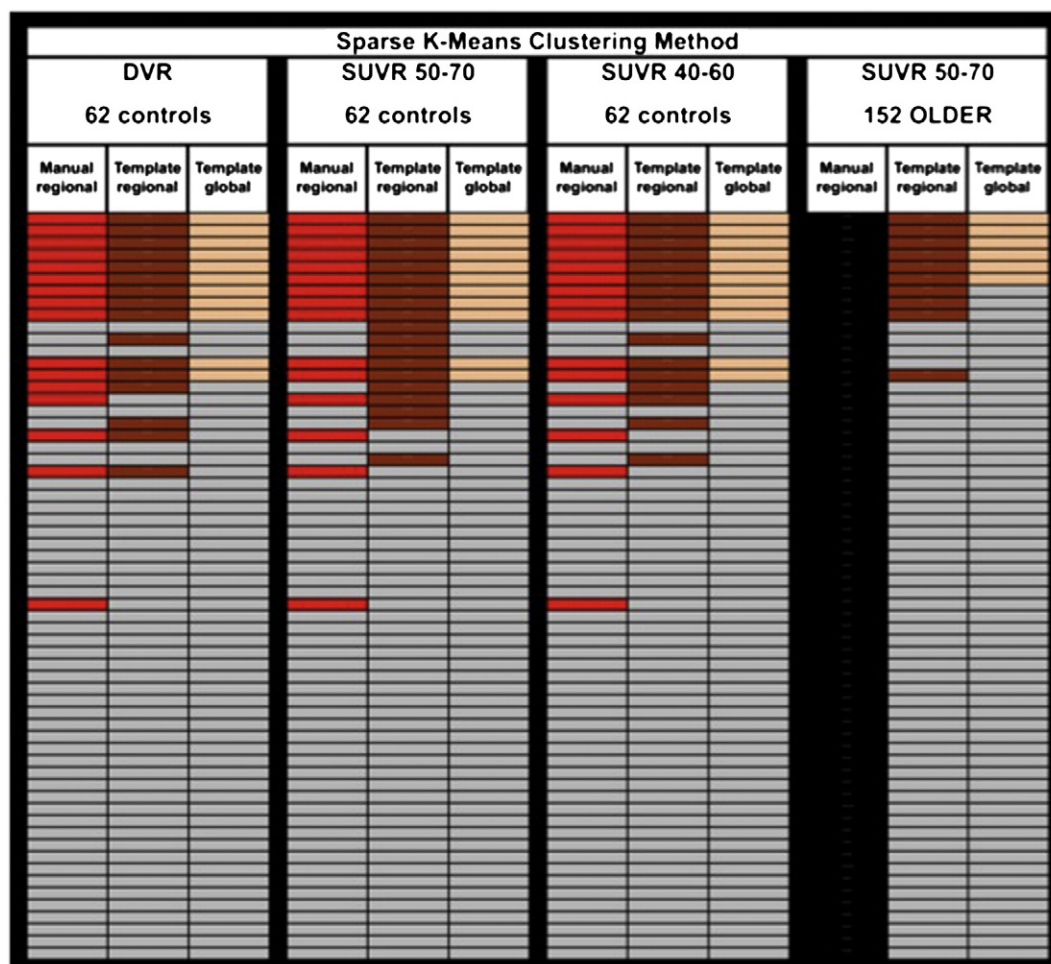 Sparse K-Means Clustering Method
DVR
62 controls
SUVR 50-70
62 controls
SUVR 40-60
62 controls
SUVR 50-70
152 OLDER
Manual regional
Template regional
Template global
Manual regional
Template regional
Template global
Manual regional
Template regional
Template global
Manual regional
Template regional
Template global